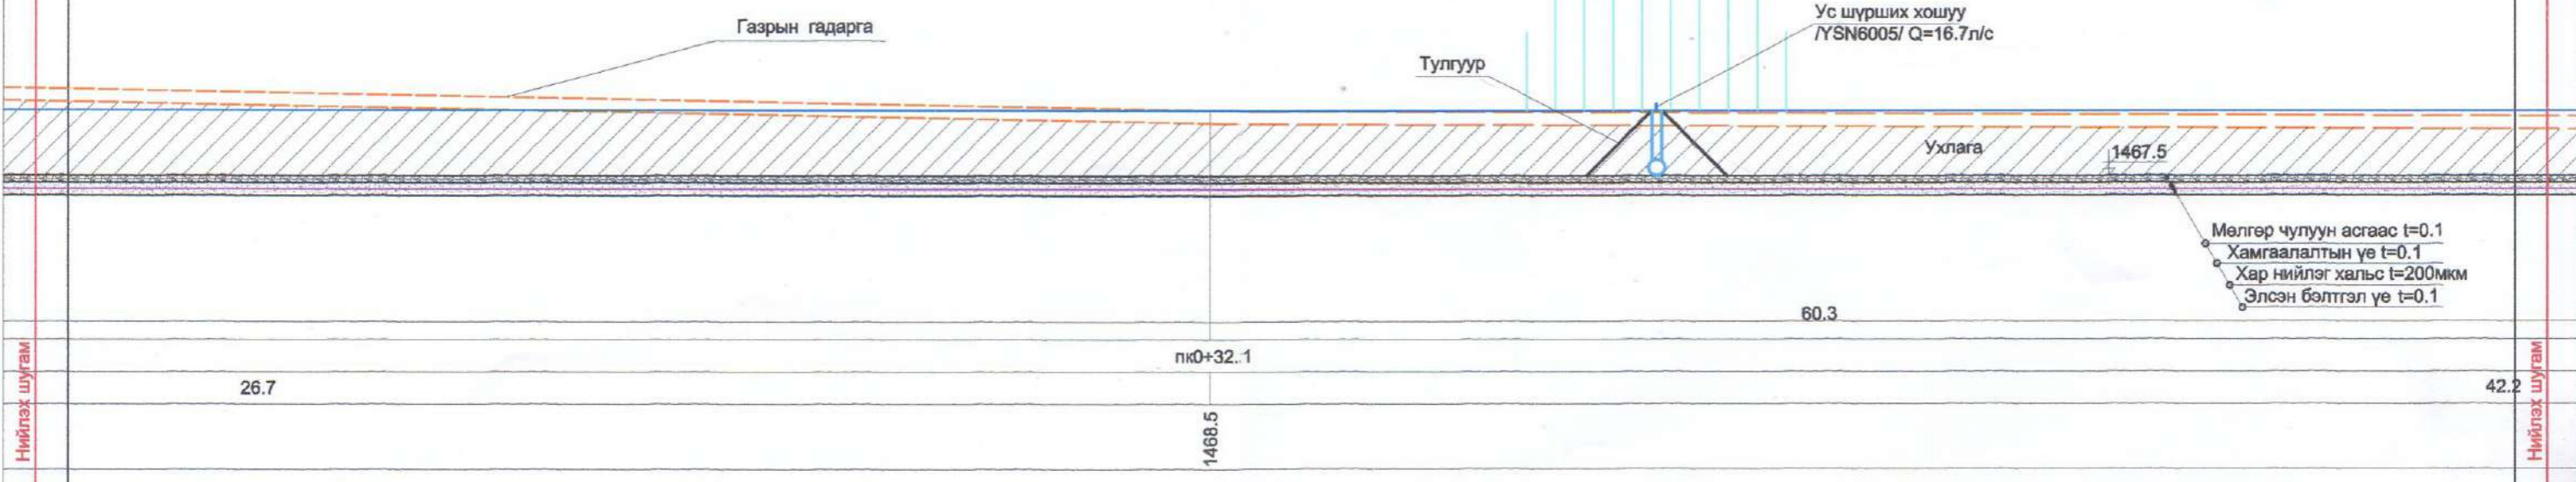 Газрын гадарга
Ус шүрших хошуу
/YSN6005/ Q=16.7л/с
Тулгуур
Ухлага
1467.5
Мөлгөр чулуун асгаас t=0.1
Хамгаалалтын үе t=0.1
Хар нийлэг хальс t=200мкм
Элсэн бэлтгэл үе t=0.1
60.3
пк0+32.1
26.7
42.2
1468.5
Нийлэх шугам
Нийлэх шугам